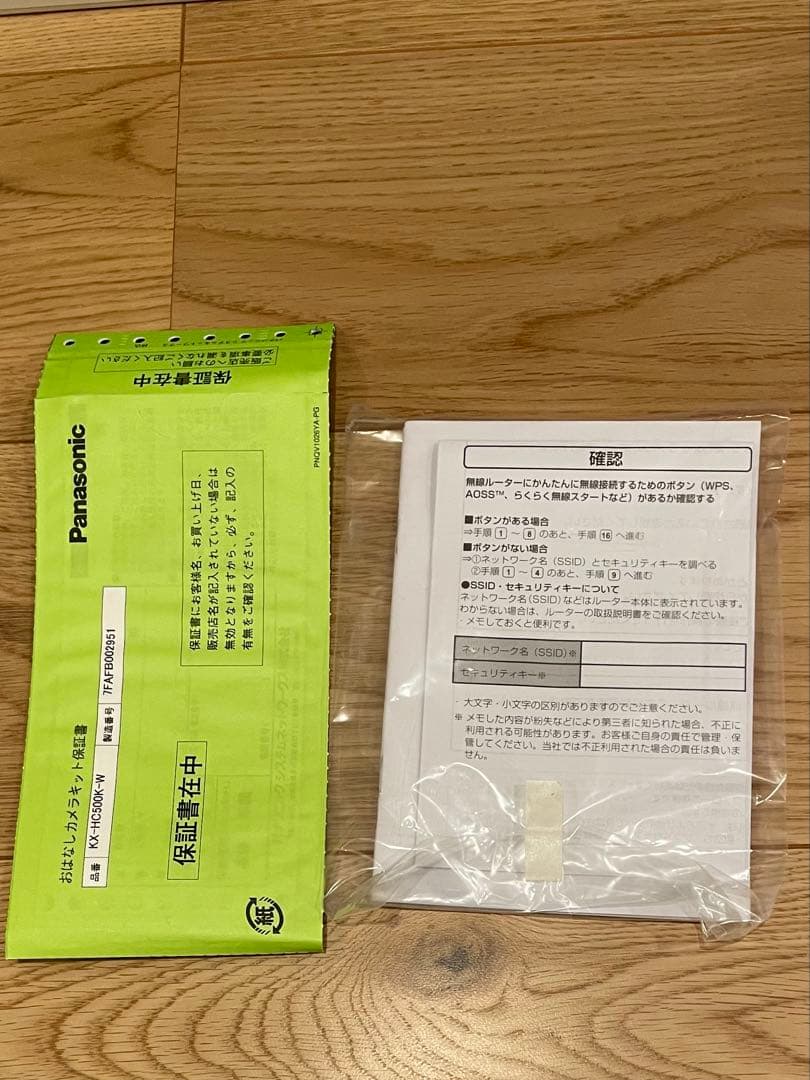 Panasonic
おはなしカメラキット保証書
品番 KX-HC500K-W 製造番号 7FAFB002951
保証書にお客様名、お買い上げ日、
販売店名が記入されていない場合は
無効となりますから、必ず、記入の
有無をご確認ください。
保証書在中
紙
PNQV1026YA-PG
保証書在中
確認
無線ルーターにかんたんに無線接続するためのボタン（WPS、
AOSS™、らくらく無線スタートなど）があるか確認する
■ボタンがある場合
⇒手順 1 ～ 8 のあと、手順 16 へ進む
■ボタンがない場合
⇒①ネットワーク名（SSID）とセキュリティキーを調べる
②手順 1 ～ 4 のあと、手順 9 へ進む
●SSID・セキュリティキーについて
ネットワーク名（SSID）などはルーター本体に表示されています。
わからない場合は、ルーターの取扱説明書をご確認ください。
・メモしておくと便利です。
ネットワーク名（SSID）※
セキュリティキー※
・大文字・小文字の区別がありますのでご注意ください。
※ メモした内容が紛失などにより第三者に知られた場合、不正に
利用される可能性があります。お客様ご自身の責任で管理・保
管してください。当社では不正利用された場合の責任は負いま
せん。